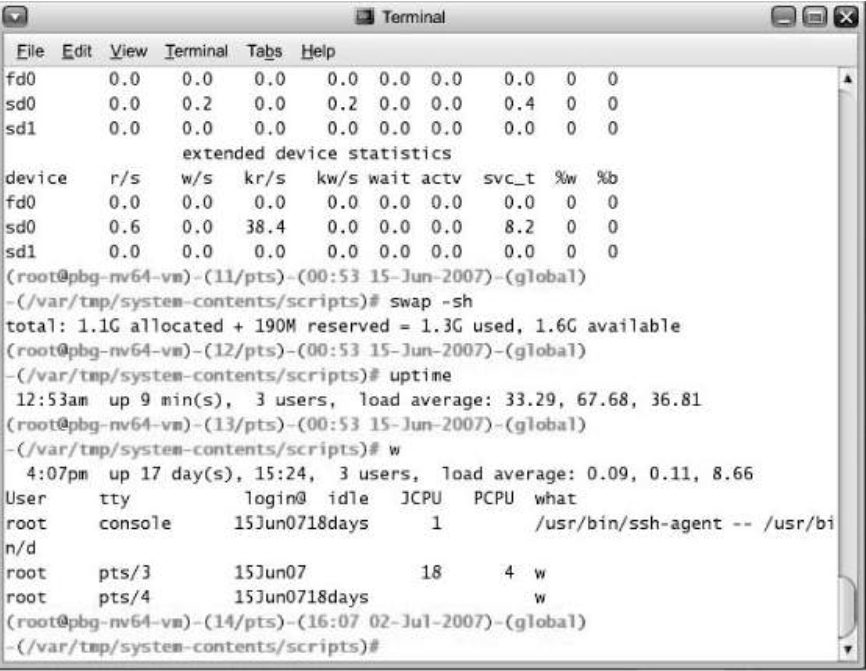 Terminal
File Edit View Terminal Tabs Help
fd0 0.0 0.0 0.0 0.0 0.0 0.0 0.0 0 0
sd0 0.0 0.2 0.0 0.2 0.0 0.0 0.4 0 0
sd1 0.0 0.0 0.0 0.0 0.0 0.0 0.0 0 0
extended device statistics
device r/s w/s kr/s kw/s wait actv svc_t %w %b
fd0 0.0 0.0 0.0 0.0 0.0 0.0 0.0 0 0
sd0 0.6 0.0 38.4 0.0 0.0 0.0 8.2 0 0
sd1 0.0 0.0 0.0 0.0 0.0 0.0 0.0 0 0
(root@pbg-nv64-vm)-(11/pts)-(00:53 15-Jun-2007)-(global)
-(/var/tmp/system-contents/scripts)# swap -sh
total: 1.1G allocated + 190M reserved = 1.3G used, 1.6G available
(root@pbg-nv64-vm)-(12/pts)-(00:53 15-Jun-2007)-(global)
-(/var/tmp/system-contents/scripts)# uptime
12:53am up 9 min(s), 3 users, load average: 33.29, 67.68, 36.81
(root@pbg-nv64-vm)-(13/pts)-(00:53 15-Jun-2007)-(global)
-(/var/tmp/system-contents/scripts)# w
4:07pm up 17 day(s), 15:24, 3 users, load average: 0.09, 0.11, 8.66
User tty login@ idle JCPU PCPU what
root console 15Jun0718days 1 /usr/bin/ssh-agent -- /usr/bi
n/d
root pts/3 15Jun07 18 4 w
root pts/4 15Jun0718days w
(root@pbg-nv64-vm)-(14/pts)-(16:07 02-Jul-2007)-(global)
-(/var/tmp/system-contents/scripts)#